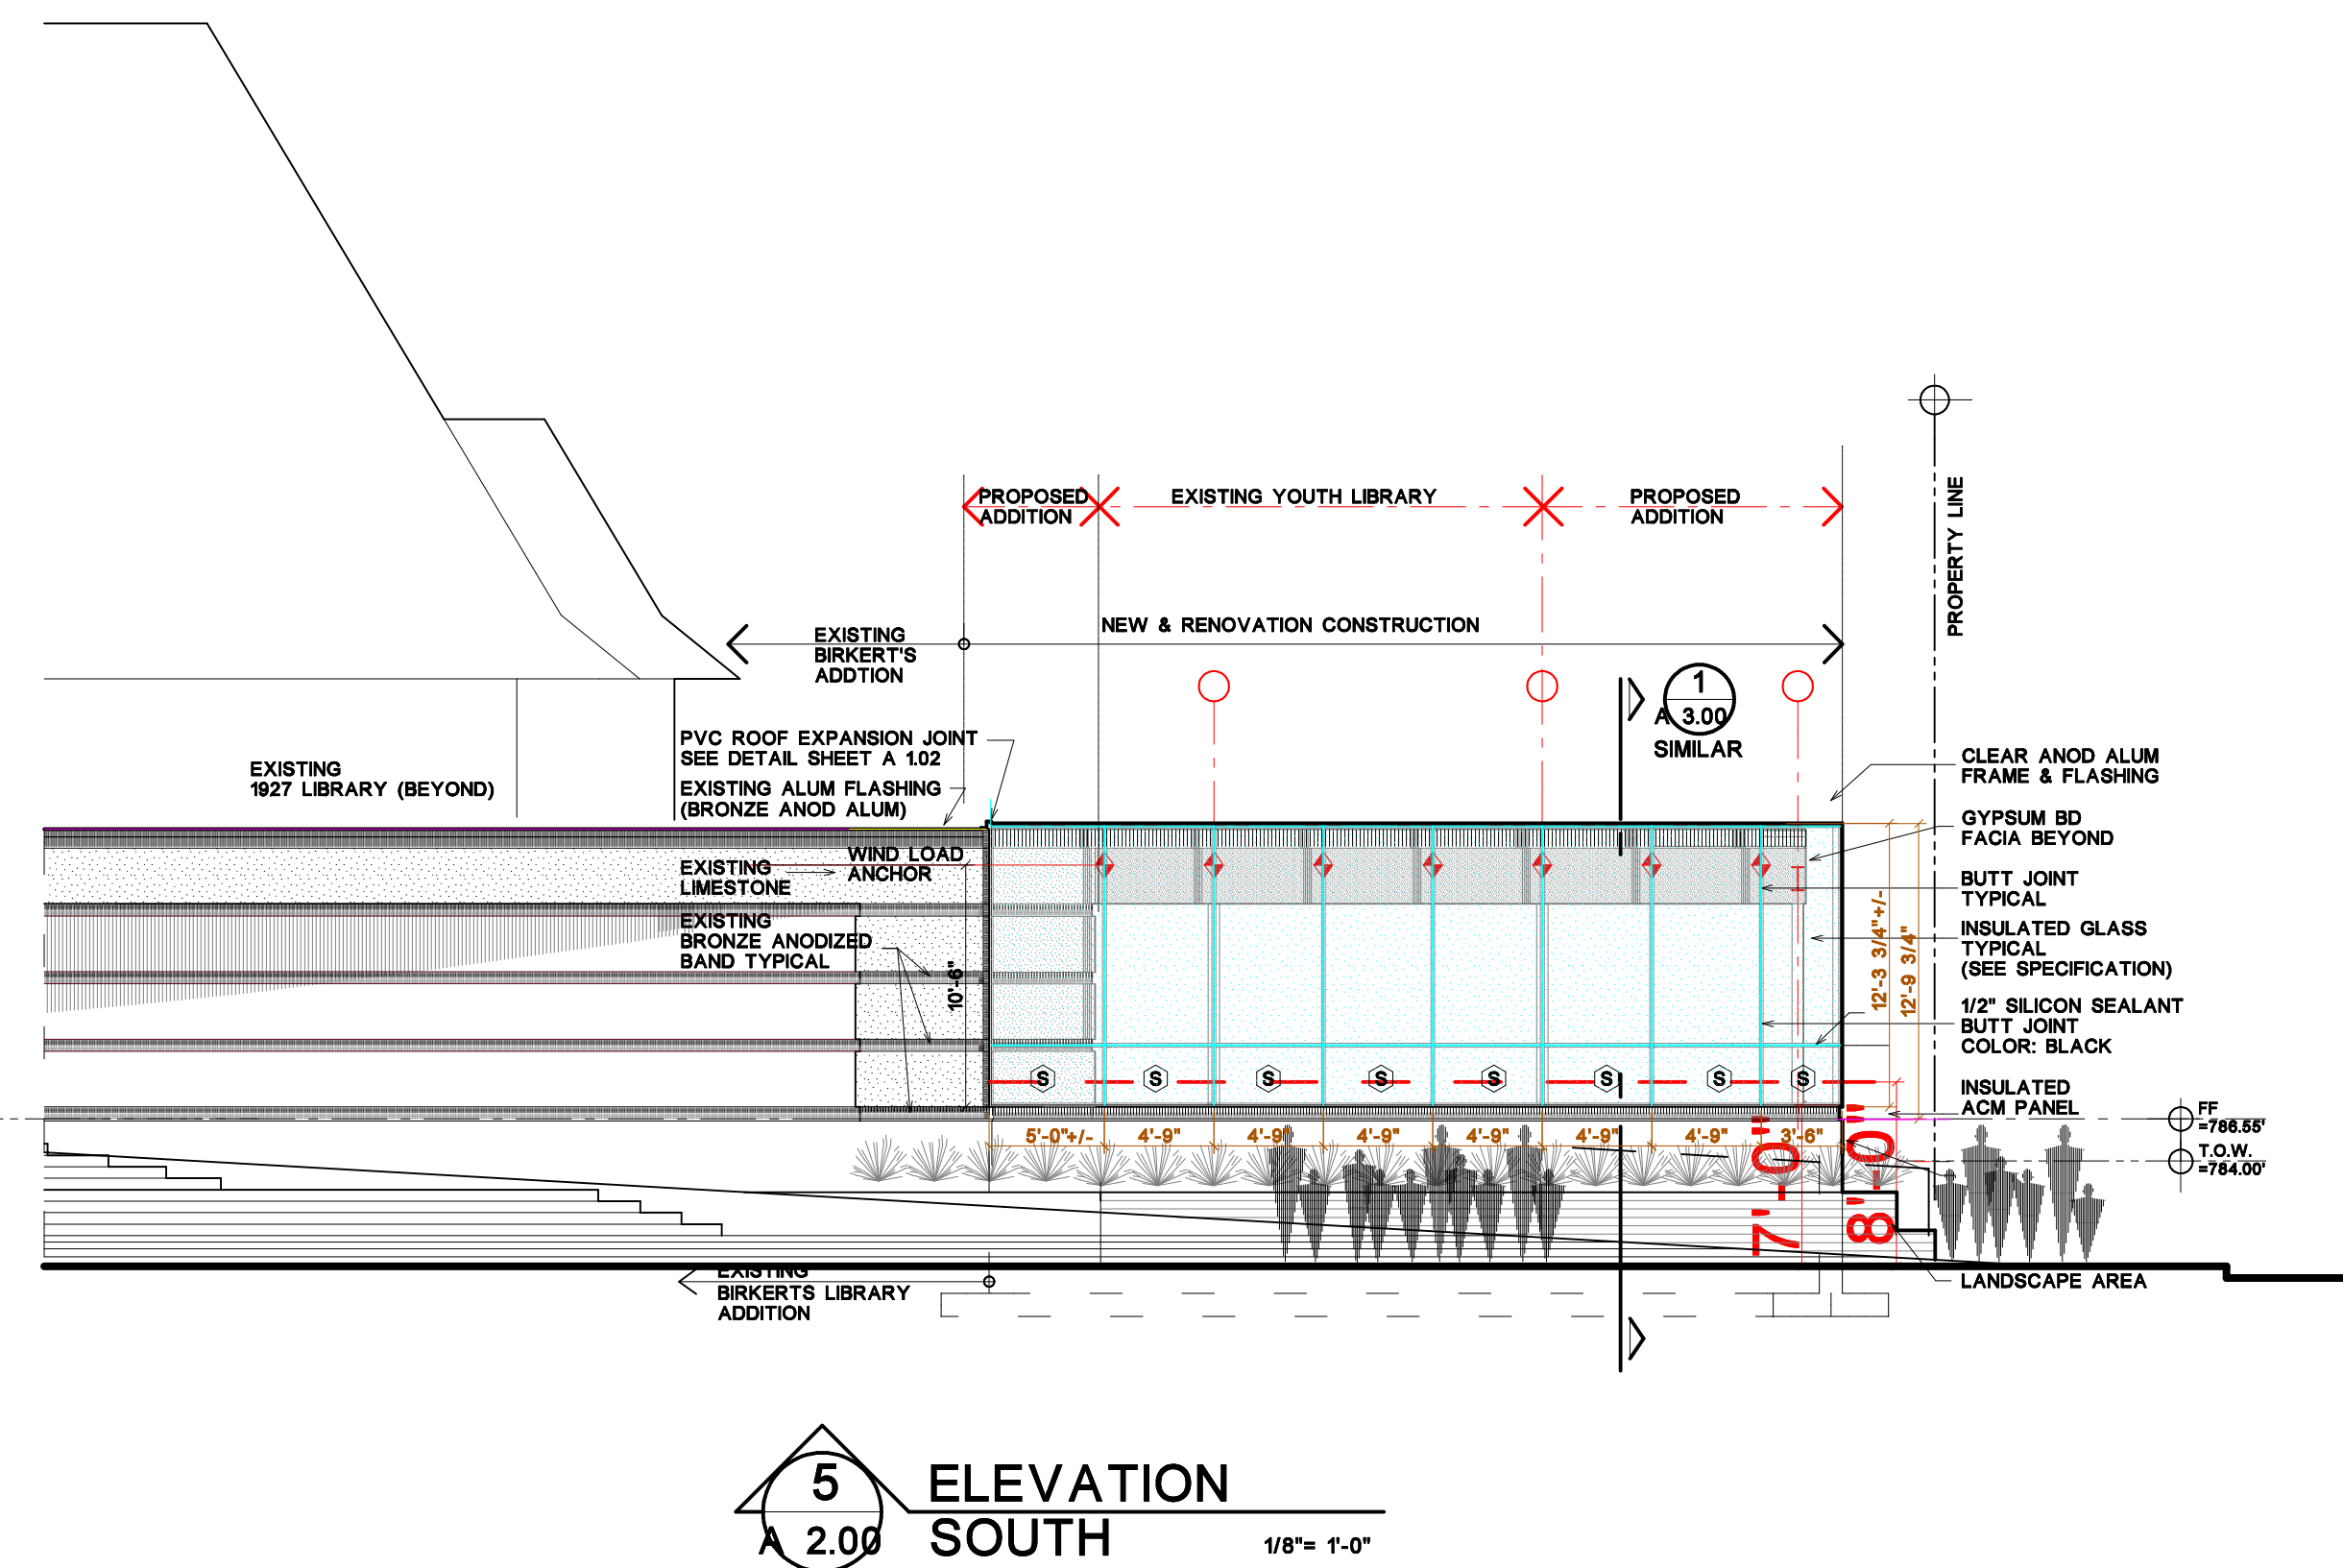 PROPOSED
ADDITION
EXISTING YOUTH LIBRARY
PROPOSED
ADDITION
PROPERTY LINE
EXISTING
BIRKERT'S
ADDTION
NEW & RENOVATION CONSTRUCTION
1
A 3.00
SIMILAR
EXISTING
1927 LIBRARY (BEYOND)
PVC ROOF EXPANSION JOINT
SEE DETAIL SHEET A 1.02
EXISTING ALUM FLASHING
(BRONZE ANOD ALUM)
WIND LOAD
ANCHOR
EXISTING
LIMESTONE
EXISTING
BRONZE ANODIZED
BAND TYPICAL
10'-6"
CLEAR ANOD ALUM
FRAME & FLASHING
GYPSUM BD
FACIA BEYOND
BUTT JOINT
TYPICAL
INSULATED GLASS
TYPICAL
(SEE SPECIFICATION)
1/2" SILICON SEALANT
BUTT JOINT
COLOR: BLACK
INSULATED
ACM PANEL
12'-3 3/4"+/-
12'-9 3/4"
S
S
S
S
S
S
S
S
5'-0"+/-
4'-9"
4'-9"
4'-9"
4'-9"
4'-9"
4'-9"
3'-6"
7'-0"
8'-0"
FF
=786.55'
T.O.W.
=784.00'
LANDSCAPE AREA
EXISTING
BIRKERTS LIBRARY
ADDITION
5
A 2.00
ELEVATION
SOUTH
1/8"= 1'-0"